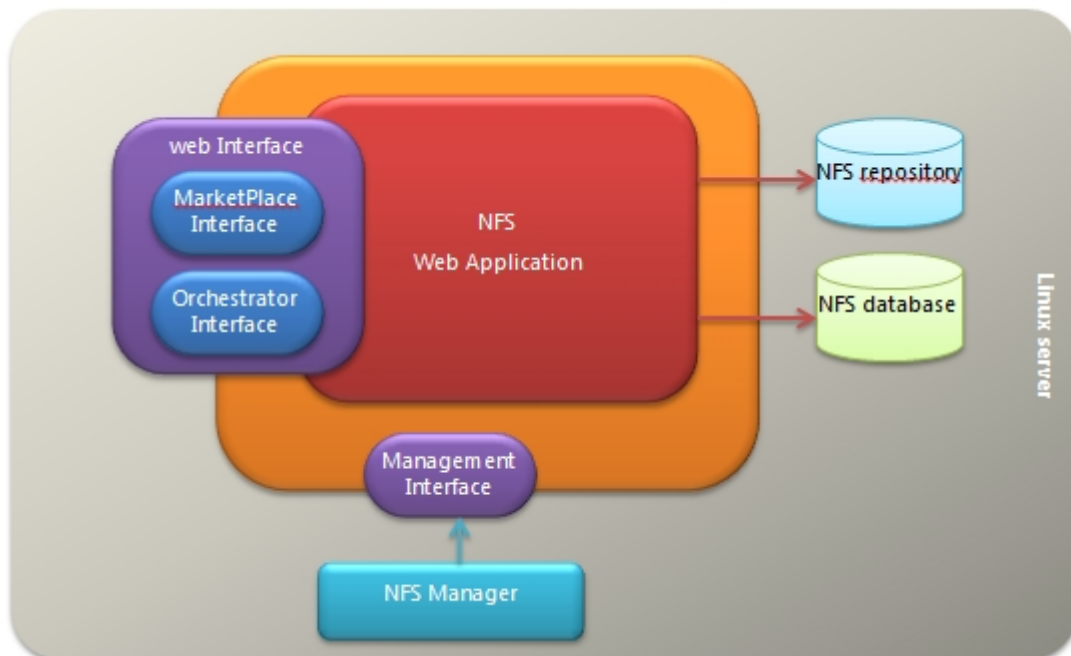 web Interface
MarketPlace
Interface
Orchestrator
Interface
NFS
Web Application
NFS repository
NFS database
Linux server
Management
Interface
NFS Manager